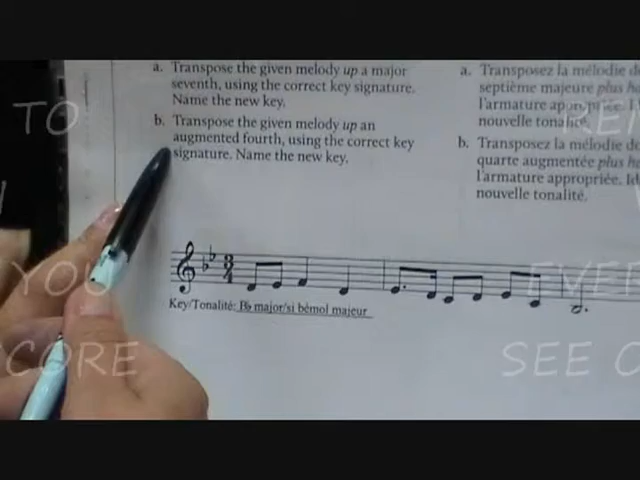 a. Transpose the given melody up a major
seventh, using the correct key signature.
Name the new key.
b. Transpose the given melody up an
augmented fourth, using the correct key
signature. Name the new key.
a. Transposez la mélodie
septième majeure plus
l'armature
nouvelle
b. Transposez la mélodie
quarte augmentée plus
l'armature appropriée.
nouvelle tonalité.
3
4
Key/Tonalité: B♭ major/si bémol majeur
TO
YOU
CORE
SEE